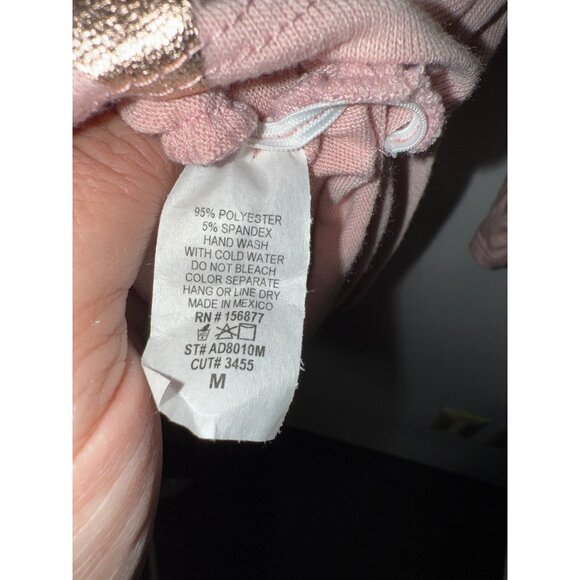 95% POLYESTER
5% SPANDEX
HAND WASH
WITH COLD WATER
DO NOT BLEACH
COLOR SEPARATE
HANG OR LINE DRY
MADE IN MEXICO
RN # 156877
ST# AD8010M
CUT# 3455
M